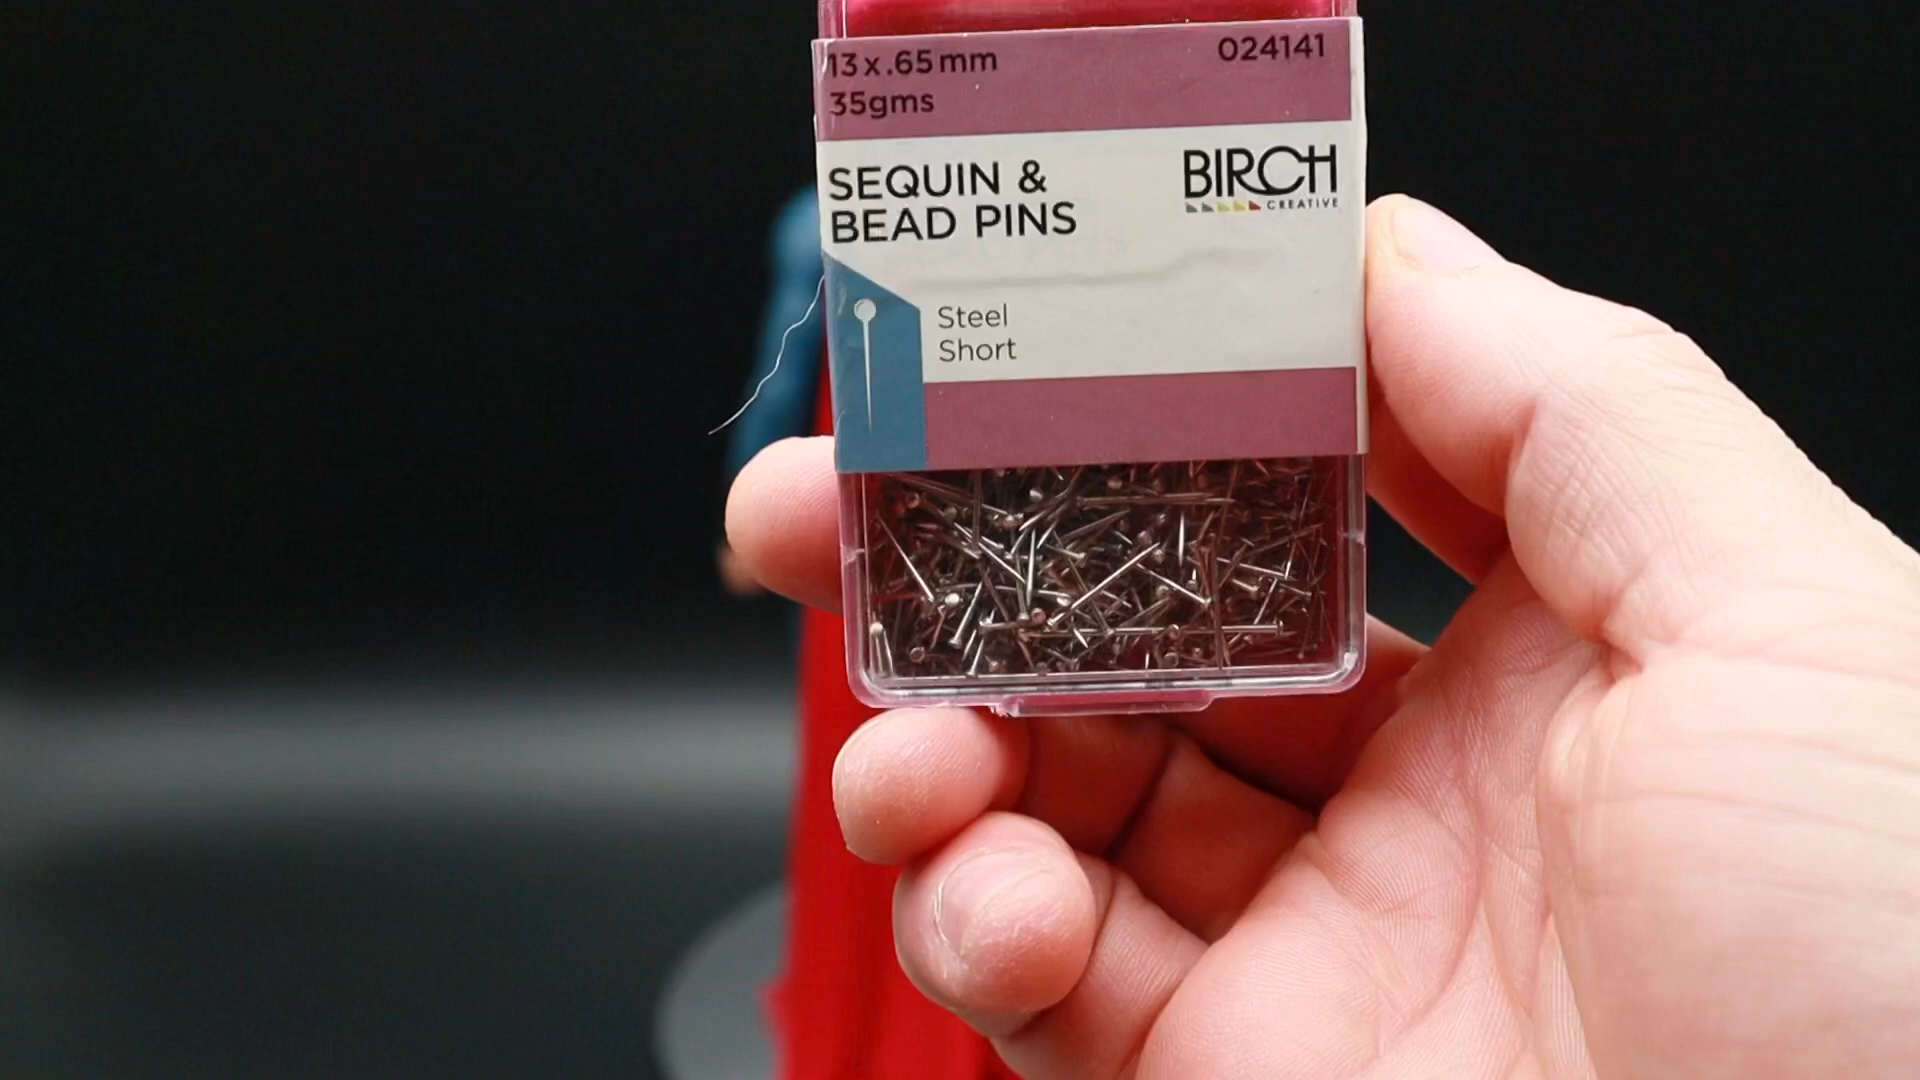 13 x .65 mm
024141
35gms
SEQUIN &
BEAD PINS
BIRCH
CREATIVE
Steel
Short